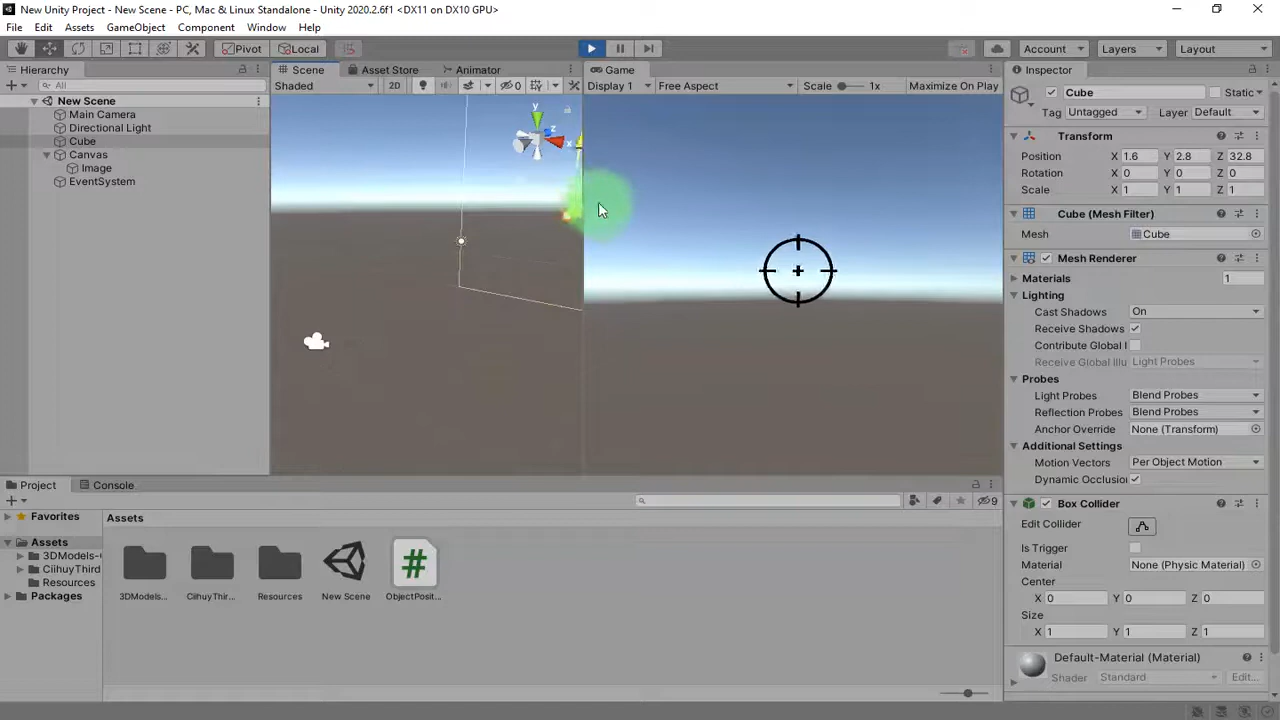 New Unity Project - New Scene - PC, Mac & Linux Standalone - Unity 2020.2.6f1 <DX11 on DX10 GPU>
File Edit Assets GameObject Component Window Help
Pivot Local Account Layers Layout
Hierarchy Scene Asset Store Animator Game Inspector
All
Shaded 2D 0 Display 1 Free Aspect Scale 1x Maximize On Play
Cube Static
Tag Untagged Layer Default
New Scene
Main Camera
Directional Light
Cube
Canvas
Image
EventSystem
y
z
x
Transform
Position X 1.6 Y 2.8 Z 32.8
Rotation X 0 Y 0 Z 0
Scale X 1 Y 1 Z 1
Cube (Mesh Filter)
Mesh Cube
Mesh Renderer
Materials 1
Lighting
Cast Shadows On
Receive Shadows
Contribute Global I
Receive Global Illu Light Probes
Probes
Light Probes Blend Probes
Reflection Probes Blend Probes
Anchor Override None (Transform)
Additional Settings
Motion Vectors Per Object Motion
Dynamic Occlusion
Box Collider
Edit Collider
Is Trigger
Material None (Physic Material)
Center
X 0 Y 0 Z 0
Size
X 1 Y 1 Z 1
Default-Material (Material)
Shader Standard Edit...
Project Console
9
Favorites
Assets
3DModels-
CiihuyThird
Resources
Packages
Assets
3DModels... CiihuyThir... Resources New Scene ObjectPosit...